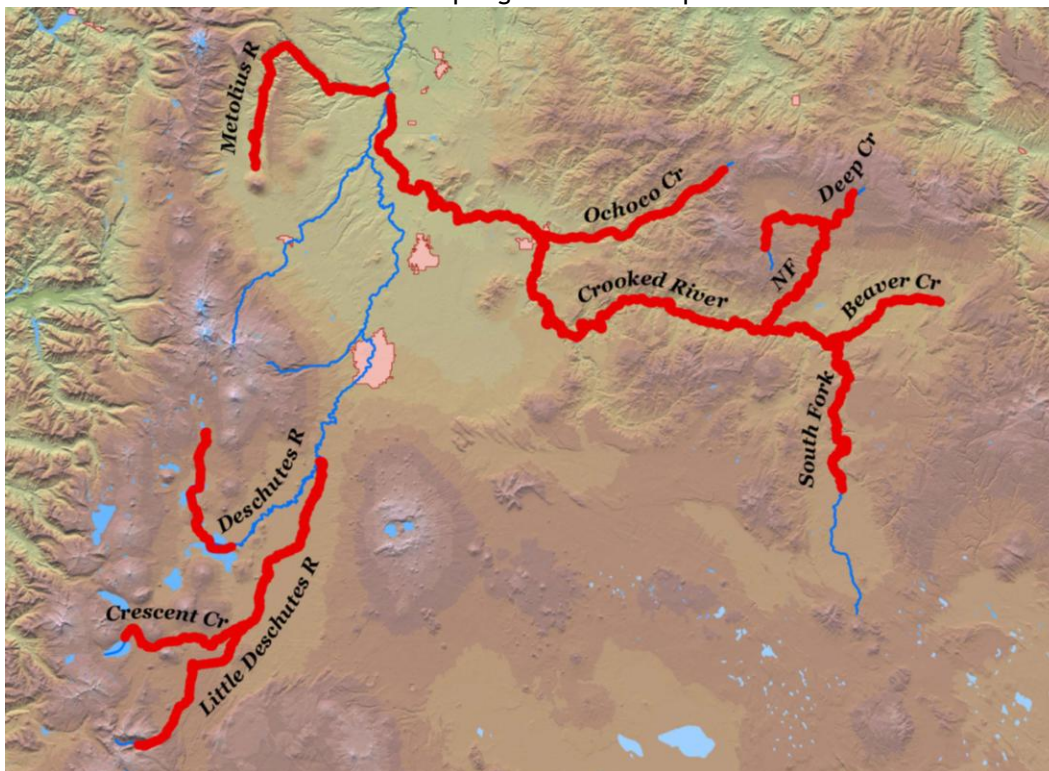 Metolius R
Ochoco Cr
Deep Cr
NF
Crooked River
Beaver Cr
South Fork
Deschutes R
Crescent Cr
Little Deschutes R